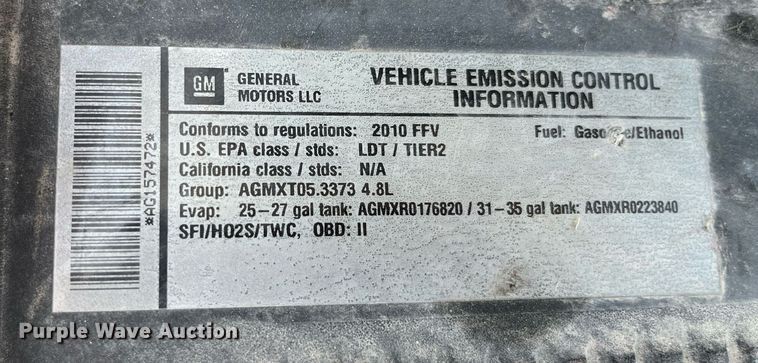 *AG157472*
GM
GENERAL
MOTORS LLC
VEHICLE EMISSION CONTROL
INFORMATION
Conforms to regulations: 2010 FFV
Fuel: /Ethanol
U.S. EPA class / stds: LDT / TIER2
California class / stds: N/A
Group: AGMXT05.3373 4.8L
Evap: 25-27 gal tank: AGMXR0176820 / 31-35 gal tank: AGMXR0223840
SFI/HO2S/TWC, OBD: II
Purple Wave Auction